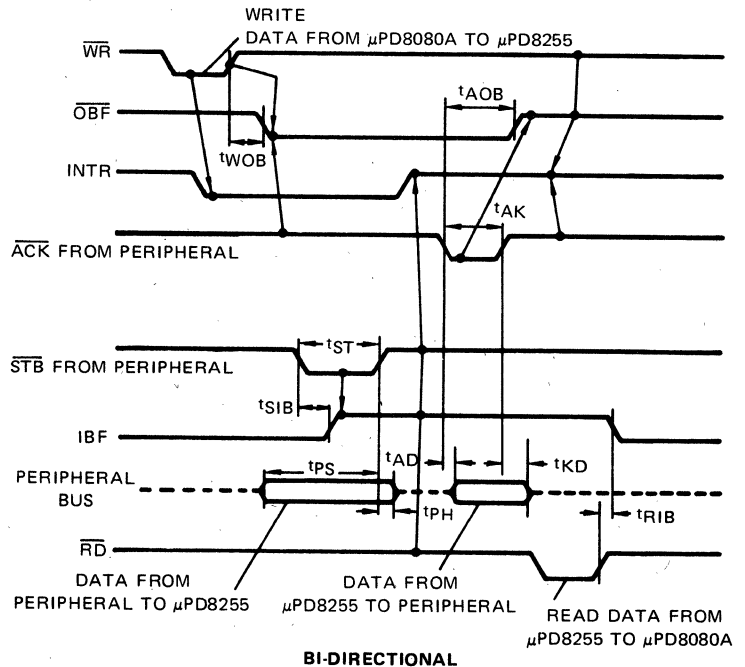 WRITE
DATA FROM μPD8080A TO μPD8255
WR
tAOB
OBF
tWOB
INTR
tAK
ACK FROM PERIPHERAL
tST
STB FROM PERIPHERAL
tSIB
IBF
tPS
tAD
tKD
PERIPHERAL
BUS
tPH
tRIB
RD
DATA FROM
PERIPHERAL TO μPD8255
DATA FROM
μPD8255 TO PERIPHERAL
READ DATA FROM
μPD8255 TO μPD8080A
BI-DIRECTIONAL